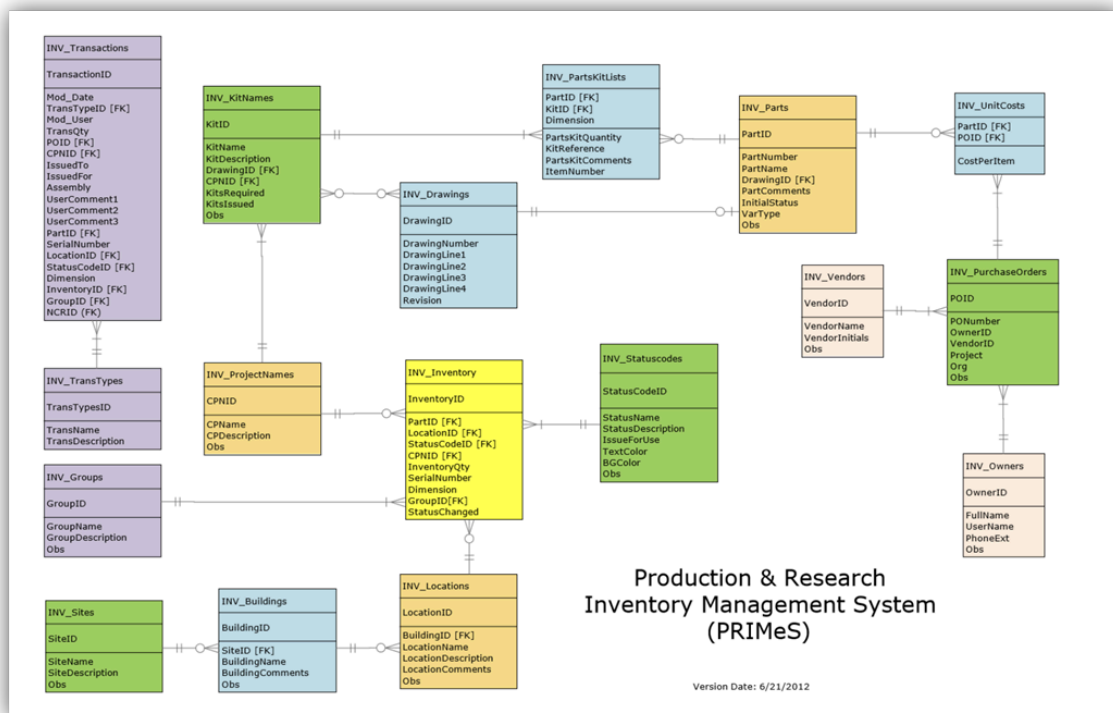 INV_Transactions
TransactionID
Mod_Date
TransTypeID [FK]
Mod_User
TransQty
POID [FK]
CPNID [FK]
IssuedTo
IssuedFor
Assembly
UserComment1
UserComment2
UserComment3
PartID [FK]
SerialNumber
LocationID [FK]
StatusCodeID [FK]
Dimension
InventoryID [FK]
GroupID [FK]
NCRID (FK)
INV_KitNames
KitID
KitName
KitDescription
DrawingID [FK]
CPNID [FK]
KitsRequired
KitsIssued
Obs
INV_PartsKitLists
PartID [FK]
KitID [FK]
Dimension
PartsKitQuantity
KitReference
PartsKitComments
ItemNumber
INV_Parts
PartID
PartNumber
PartName
DrawingID [FK]
PartComments
InitialStatus
VarType
Obs
INV_UnitCosts
PartID [FK]
POID [FK]
CostPerItem
INV_Drawings
DrawingID
DrawingNumber
DrawingLine1
DrawingLine2
DrawingLine3
DrawingLine4
Revision
INV_Vendors
VendorID
VendorName
VendorInitials
Obs
INV_PurchaseOrders
POID
PONumber
OwnerID
VendorID
Project
Org
Obs
INV_TransTypes
TransTypesID
TransName
TransDescription
INV_ProjectNames
CPNID
CPName
CPDescription
Obs
INV_Inventory
InventoryID
PartID [FK]
LocationID [FK]
StatusCodeID [FK]
CPNID [FK]
InventoryQty
SerialNumber
Dimension
GroupID[FK]
StatusChanged
INV_Statuscodes
StatusCodeID
StatusName
StatusDescription
IssueForUse
TextColor
BGColor
Obs
INV_Groups
GroupID
GroupName
GroupDescription
Obs
INV_Owners
OwnerID
FullName
UserName
PhoneExt
Obs
INV_Sites
SiteID
SiteName
SiteDescription
Obs
INV_Buildings
BuildingID
SiteID [FK]
BuildingName
BuildingComments
Obs
INV_Locations
LocationID
BuildingID [FK]
LocationName
LocationDescription
LocationComments
Obs
Production & Research
Inventory Management System
(PRIMeS)
Version Date: 6/21/2012